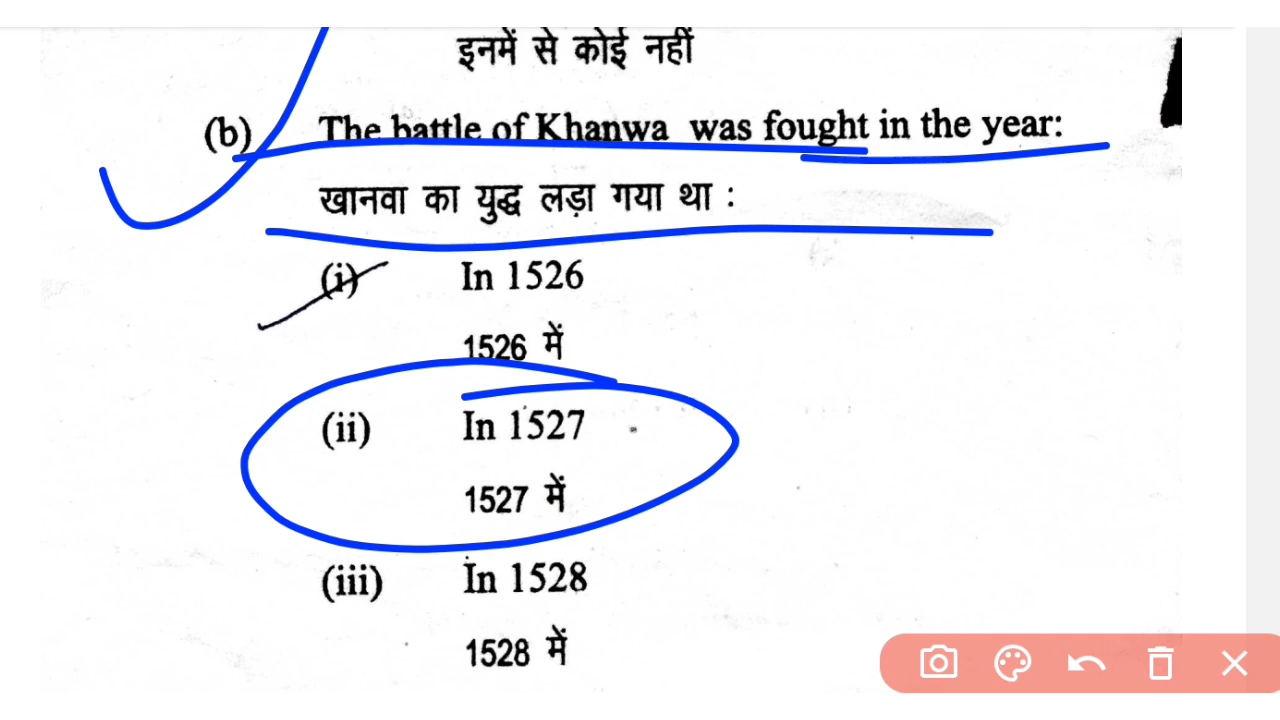 इनमें से कोई नहीं
(b) The battle of Khanwa was fought in the year:
खानवा का युद्ध लड़ा गया था :
(i) In 1526
1526 में
(ii) In 1527
1527 में
(iii) In 1528
1528 में